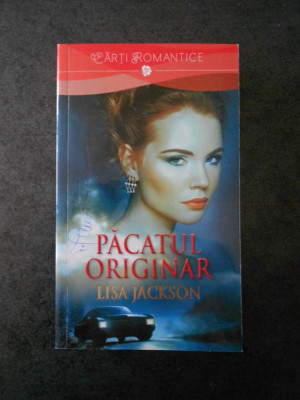 CĂRȚI ROMANTICE
PĂCATUL
ORIGINAR
LISA JACKSON